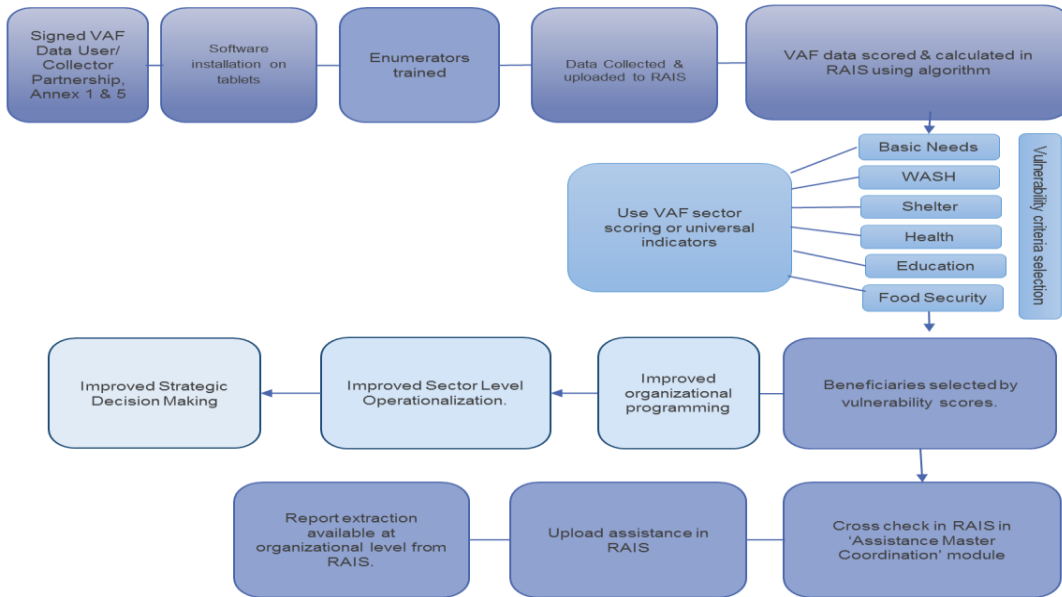 Signed VAF
Data User/
Collector
Partnership,
Annex 1 & 5
Software
installation on
tablets
Enumerators
trained
Data Collected &
uploaded to RAIS
VAF data scored & calculated in
RAIS using algorithm
Basic Needs
WASH
Shelter
Health
Education
Food Security
Vulnerability criteria selection
Use VAF sector
scoring or universal
indicators
Improved Strategic
Decision Making
Improved Sector Level
Operationalization.
Improved
organizational
programming
Beneficiaries selected by
vulnerability scores.
Report extraction
available at
organizational level from
RAIS.
Upload assistance in
RAIS
Cross check in RAIS in
‘Assistance Master
Coordination’ module